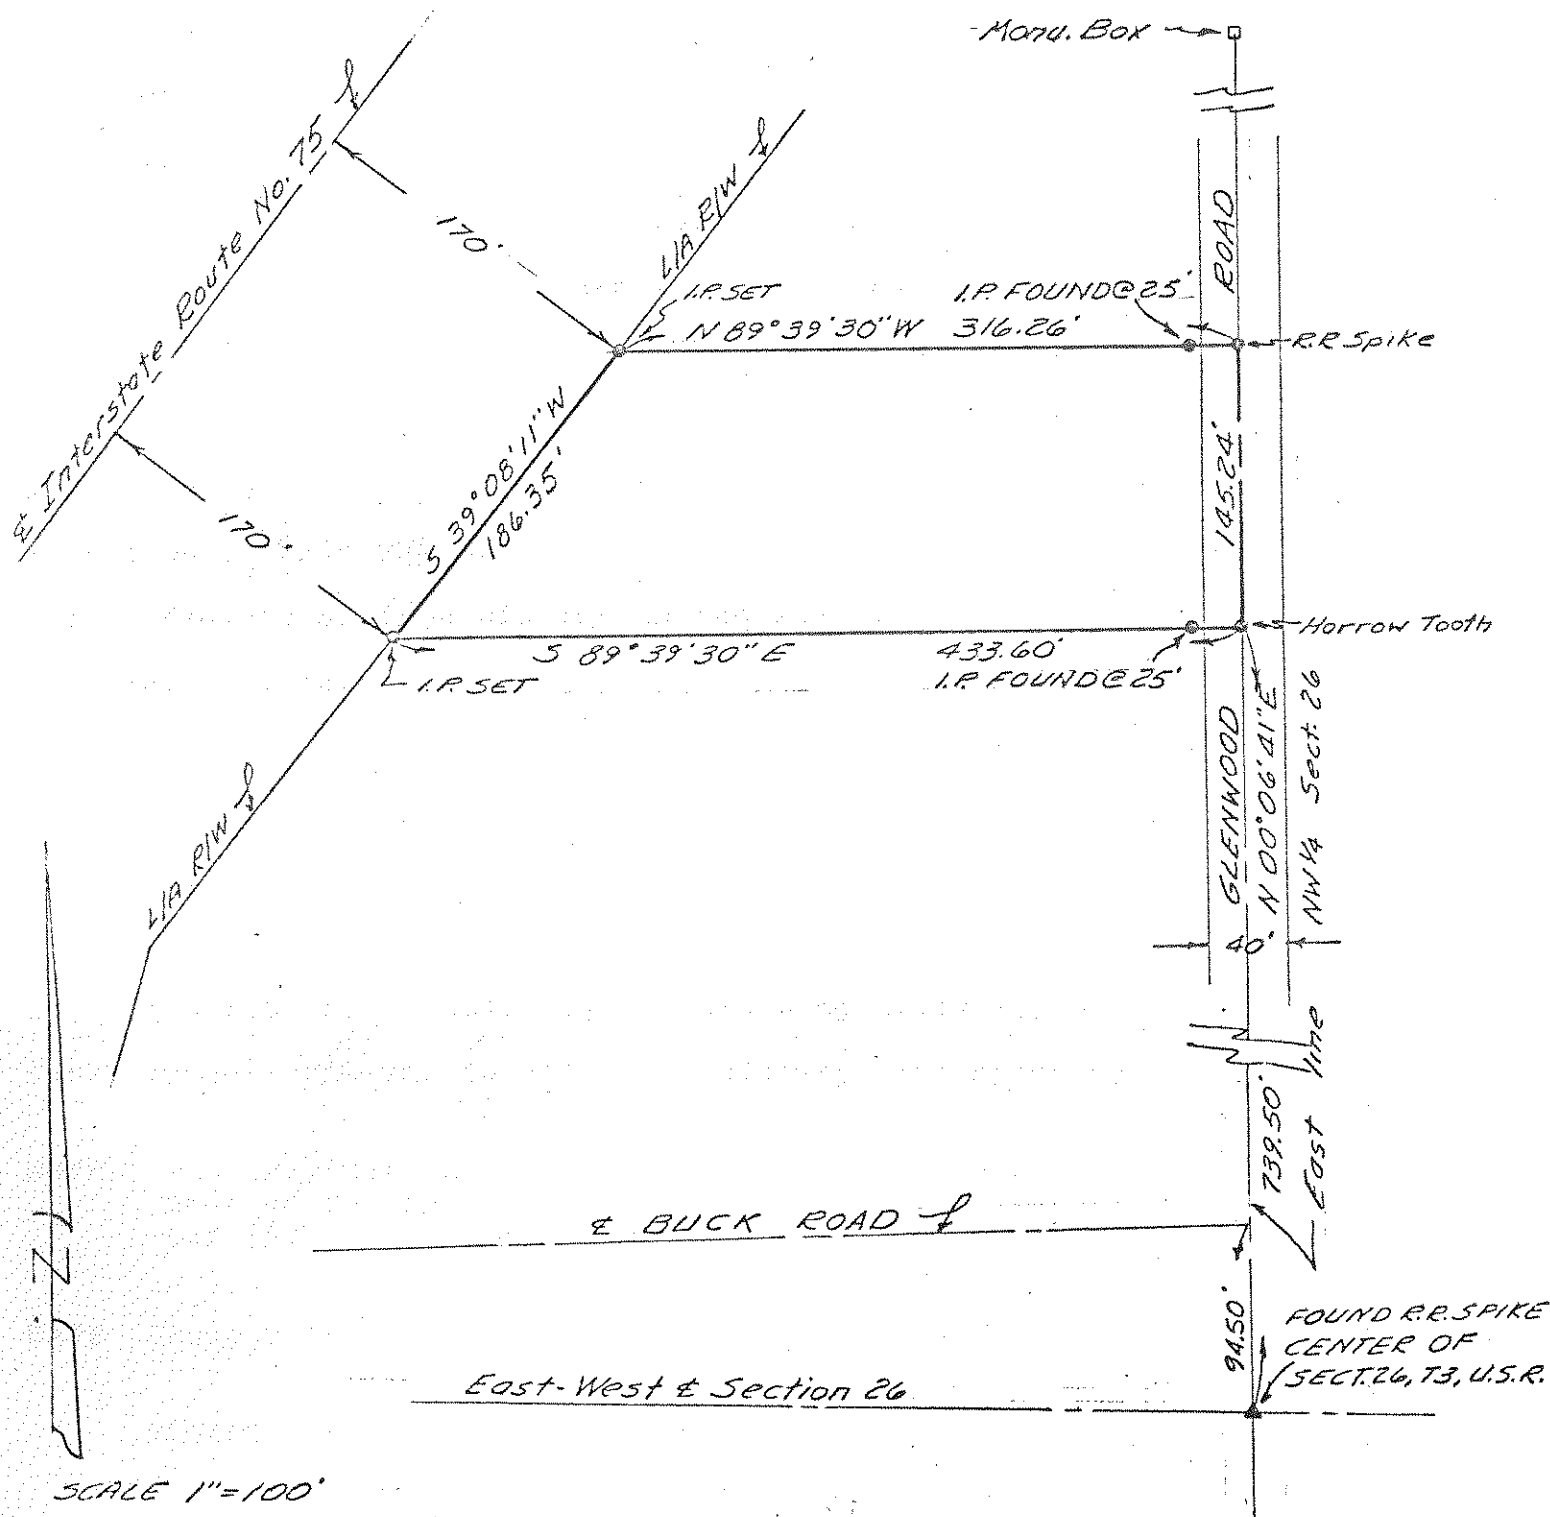 Monu. Box
℄ Interstate Route No. 75
170'
L/A R/W
I.P. SET
I.P. FOUND@25'
N 89°39'30"W 316.26'
R.R Spike
ROAD
S 39°08'11"W
186.35'
145.24'
170'
Harrow Tooth
S 89°39'30"E 433.60'
I.P. SET
I.P. FOUND@25'
GLENWOOD
N 00°06'41"E
NW 1/4 Sect. 26
L/A R/W
40'
East line
739.50'
℄ BUCK ROAD
N
94.50'
FOUND R.R. SPIKE
CENTER OF
SECT. 26, T3, U.S.R.
East-West ℄ Section 26
SCALE 1"=100'